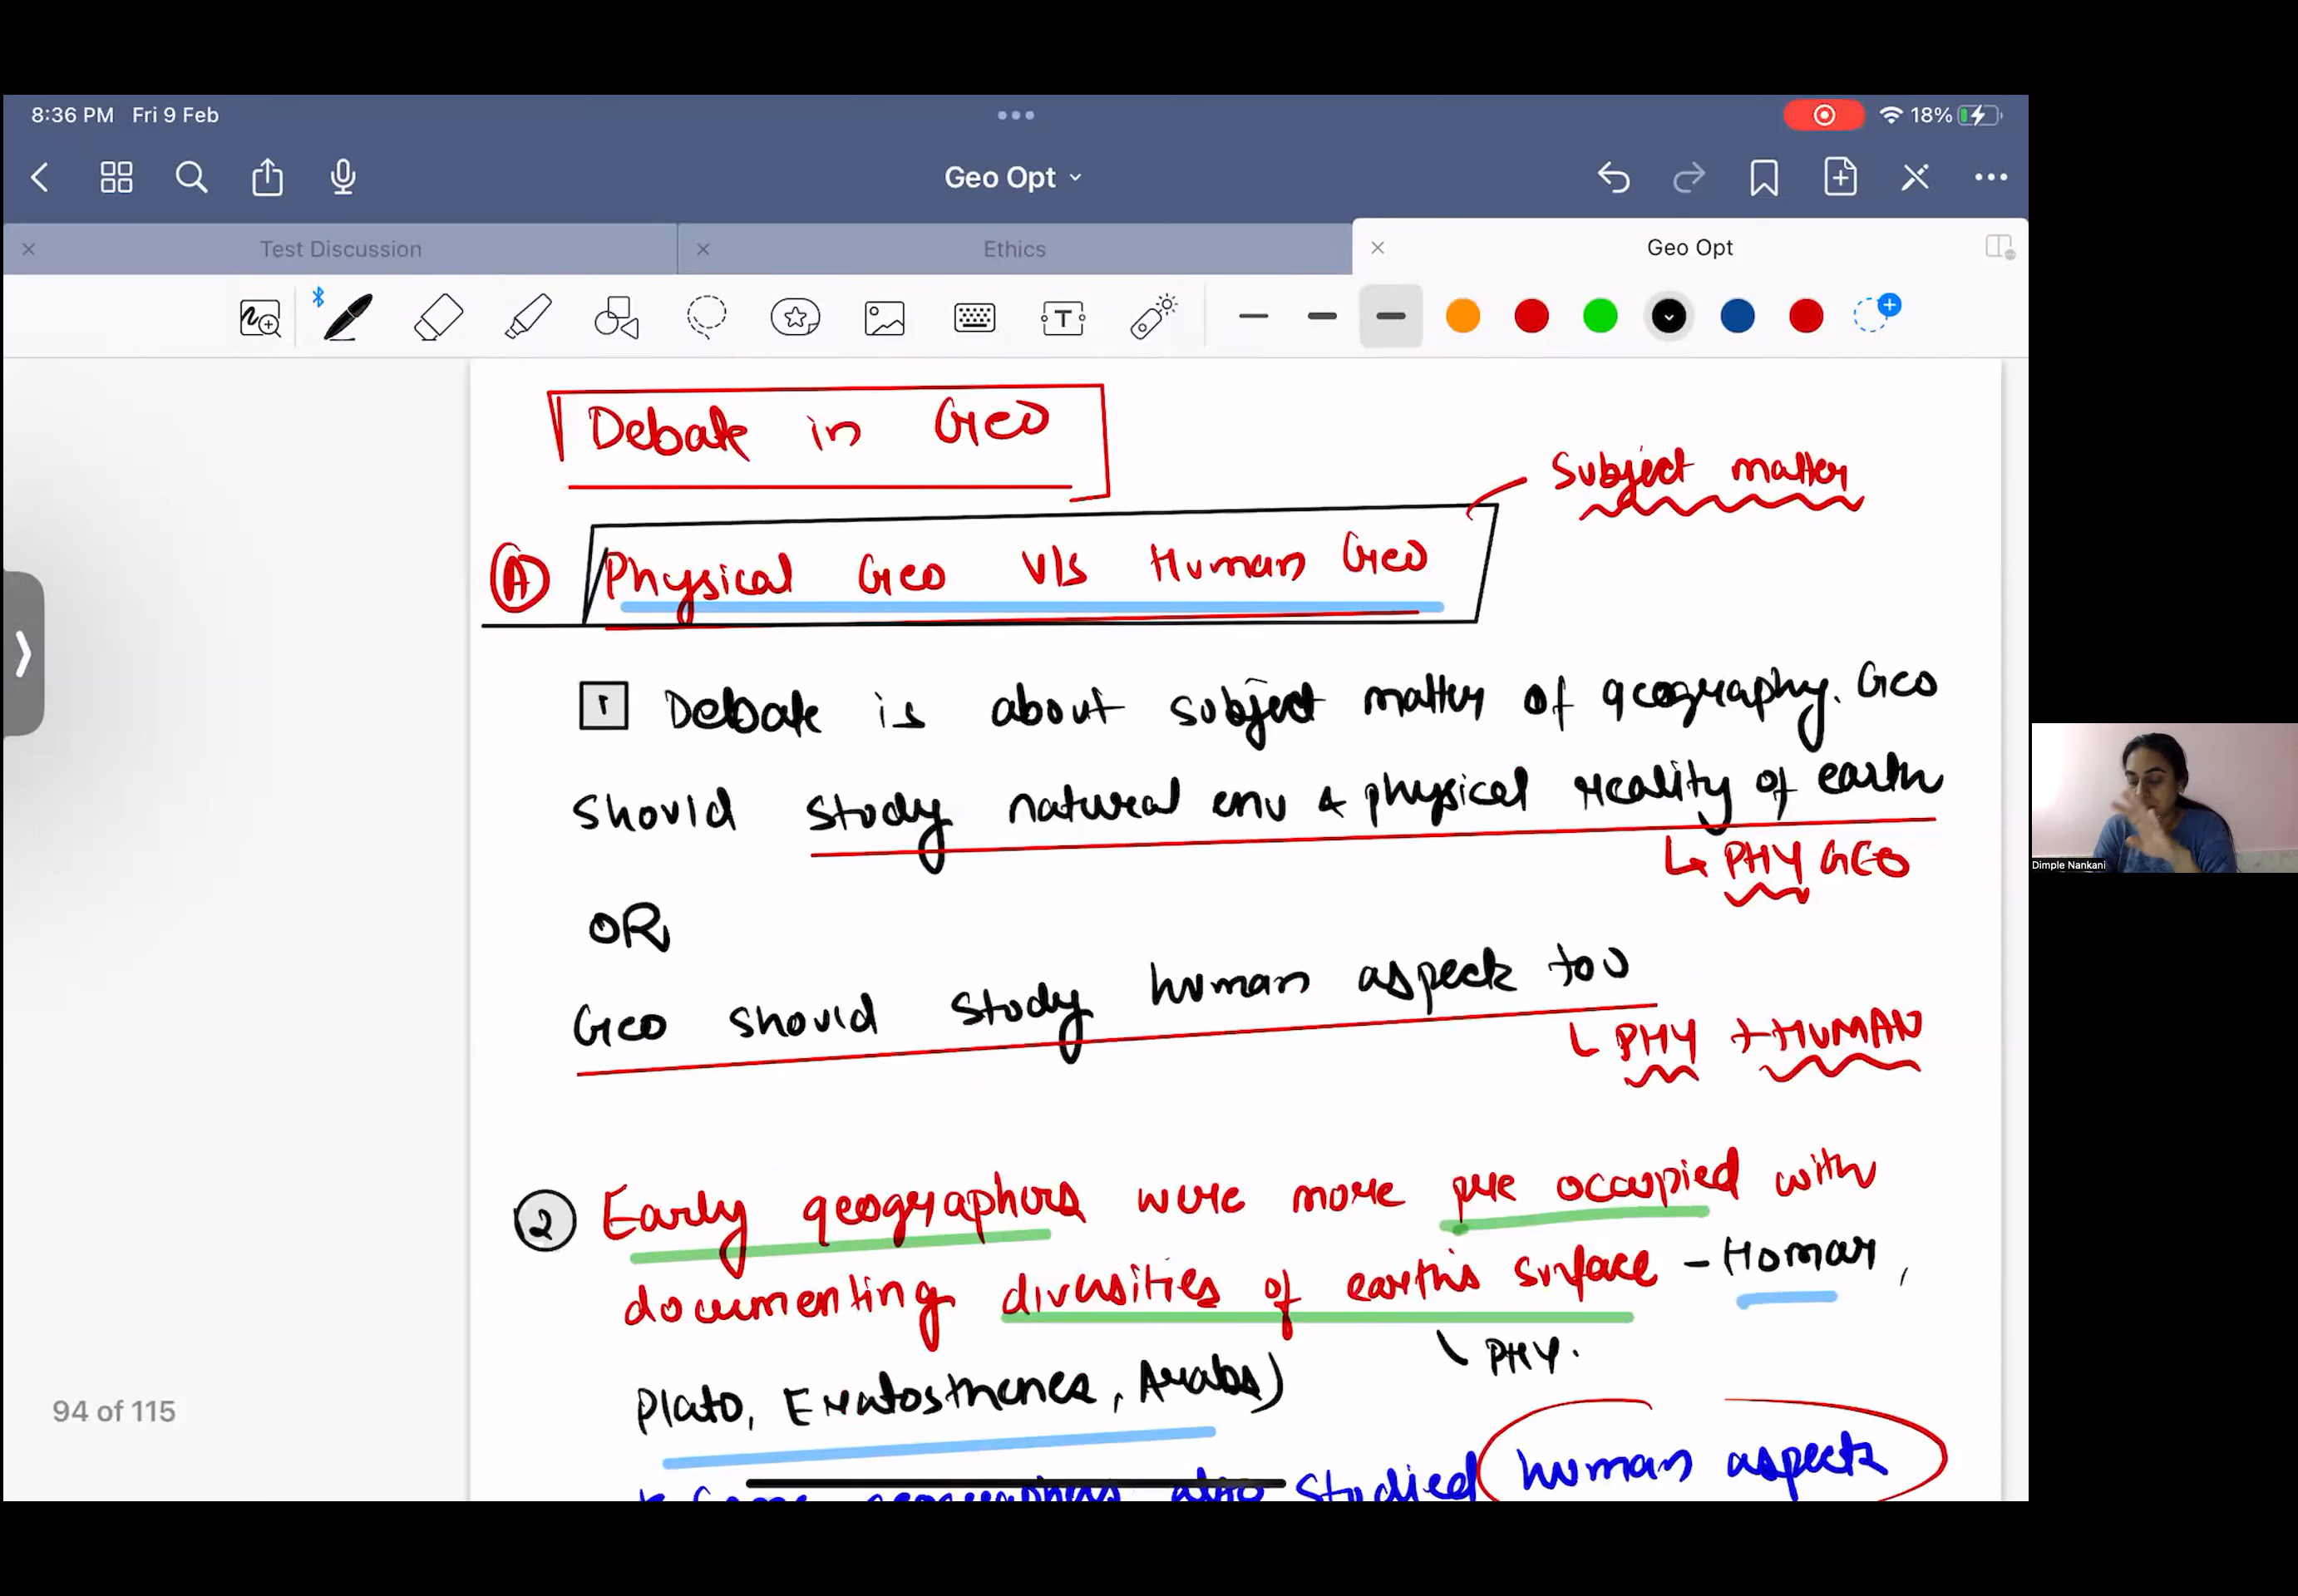 8:36 PM Fri 9 Feb
18%
Geo Opt
Test Discussion
Ethics
Geo Opt
Debate in Geo
Subject matter
A Physical Geo V/s Human Geo
1 Debate is about subject matter of geography. Geo
should study natural env & physical reality of earth
↳ PHY GEO
OR
Geo should study human aspect too
↳ PHY + HUMAN
2 Early geographers were more pre occupied with
documenting diversities of earth's surface - Homar,
PHY.
Plato, Eratosthenes, Arabs)
* Some geographers also studied human aspects
94 of 115
Dimple Nankani